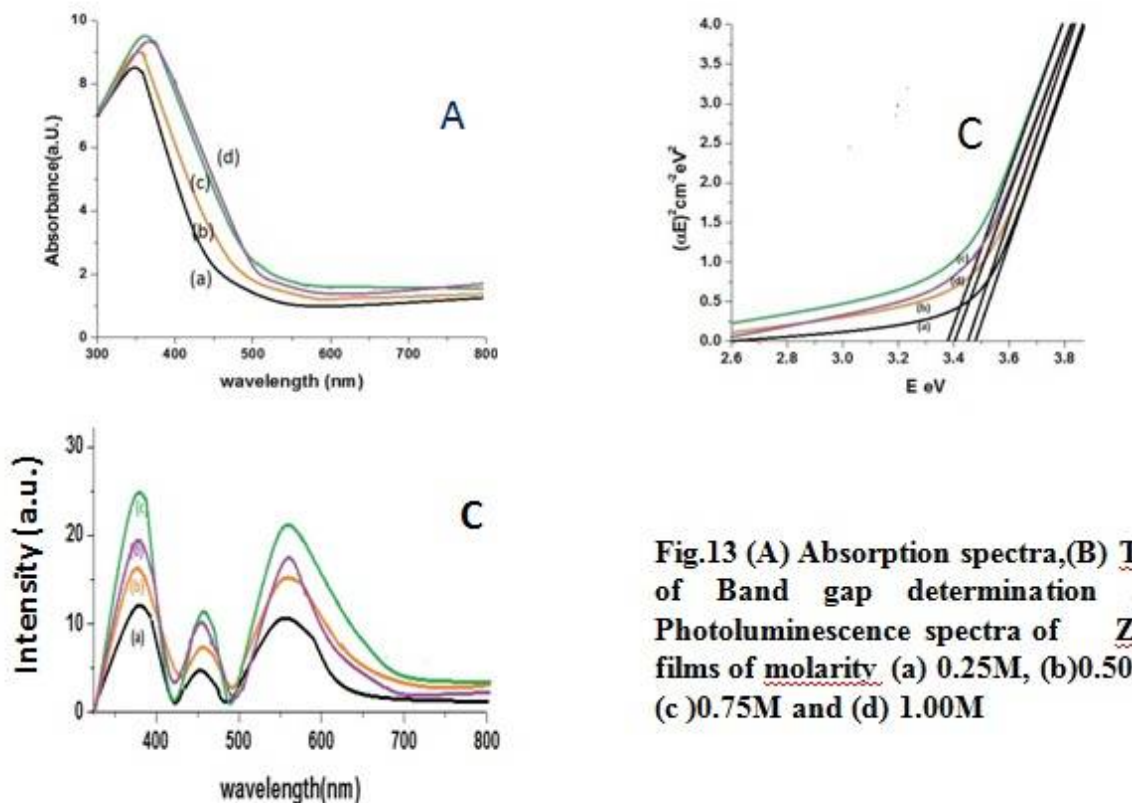 10
8
6
4
2
0
Absorbance(a.U.)
A
(d)
(c)
(b)
(a)
300 400 500 600 700 800
wavelength (nm)
4.0
3.5
3.0
2.5
2.0
1.5
1.0
0.5
0.0
(αE)²cm⁻²eV²
C
(c)
(d)
(b)
(a)
2.6 3.0 3.4 3.6 3.8
E eV
30
20
10
0
Intensity (a.u.)
C
(c)
(b)
(a)
400 500 600 700 800
wavelength(nm)
Fig.13 (A) Absorption spectra,(B) T
of Band gap determination
Photoluminescence spectra of Z
films of molarity (a) 0.25M, (b)0.50
(c )0.75M and (d) 1.00M